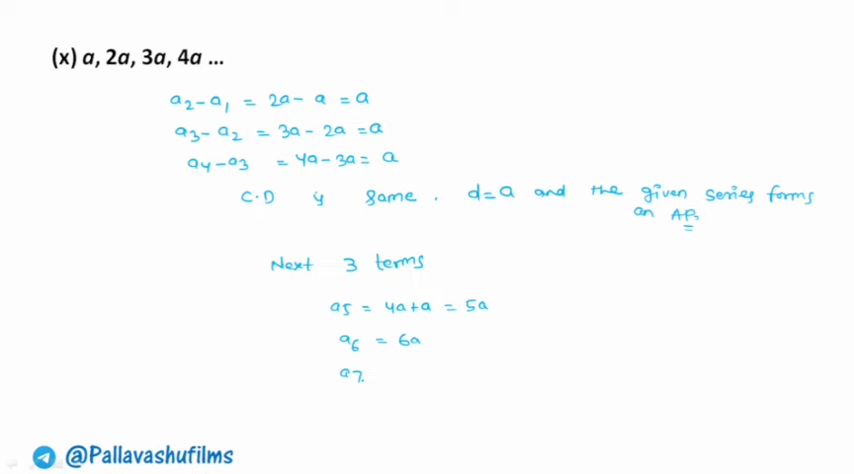 (x) a, 2a, 3a, 4a ...
a2 - a1 = 2a - a = a
a3 - a2 = 3a - 2a = a
a4 - a3 = 4a - 3a = a
C.D is same. d=a and the given series forms
an AP.
Next 3 terms
a5 = 4a + a = 5a
a6 = 6a
a7
@Pallavashufilms